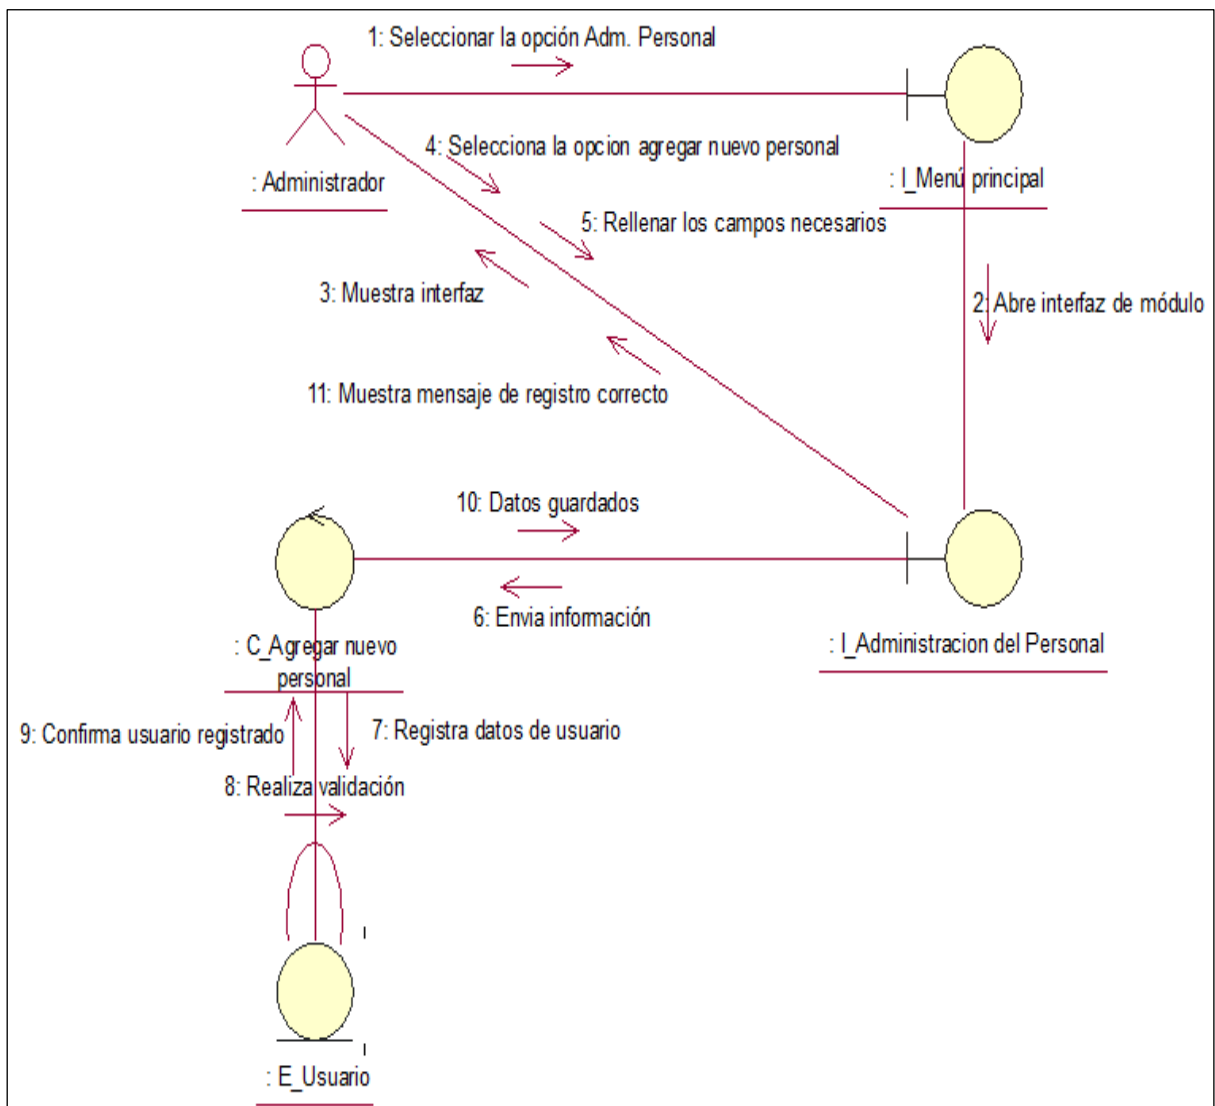 1: Seleccionar la opción Adm. Personal
4: Selecciona la opcion agregar nuevo personal
: Administrador
: I_Menú principal
5: Rellenar los campos necesarios
3: Muestra interfaz
2: Abre interfaz de módulo
11: Muestra mensaje de registro correcto
10: Datos guardados
6: Envia información
: C_Agregar nuevo
personal
: I_Administracion del Personal
9: Confirma usuario registrado
7: Registra datos de usuario
8: Realiza validación
: E_Usuario